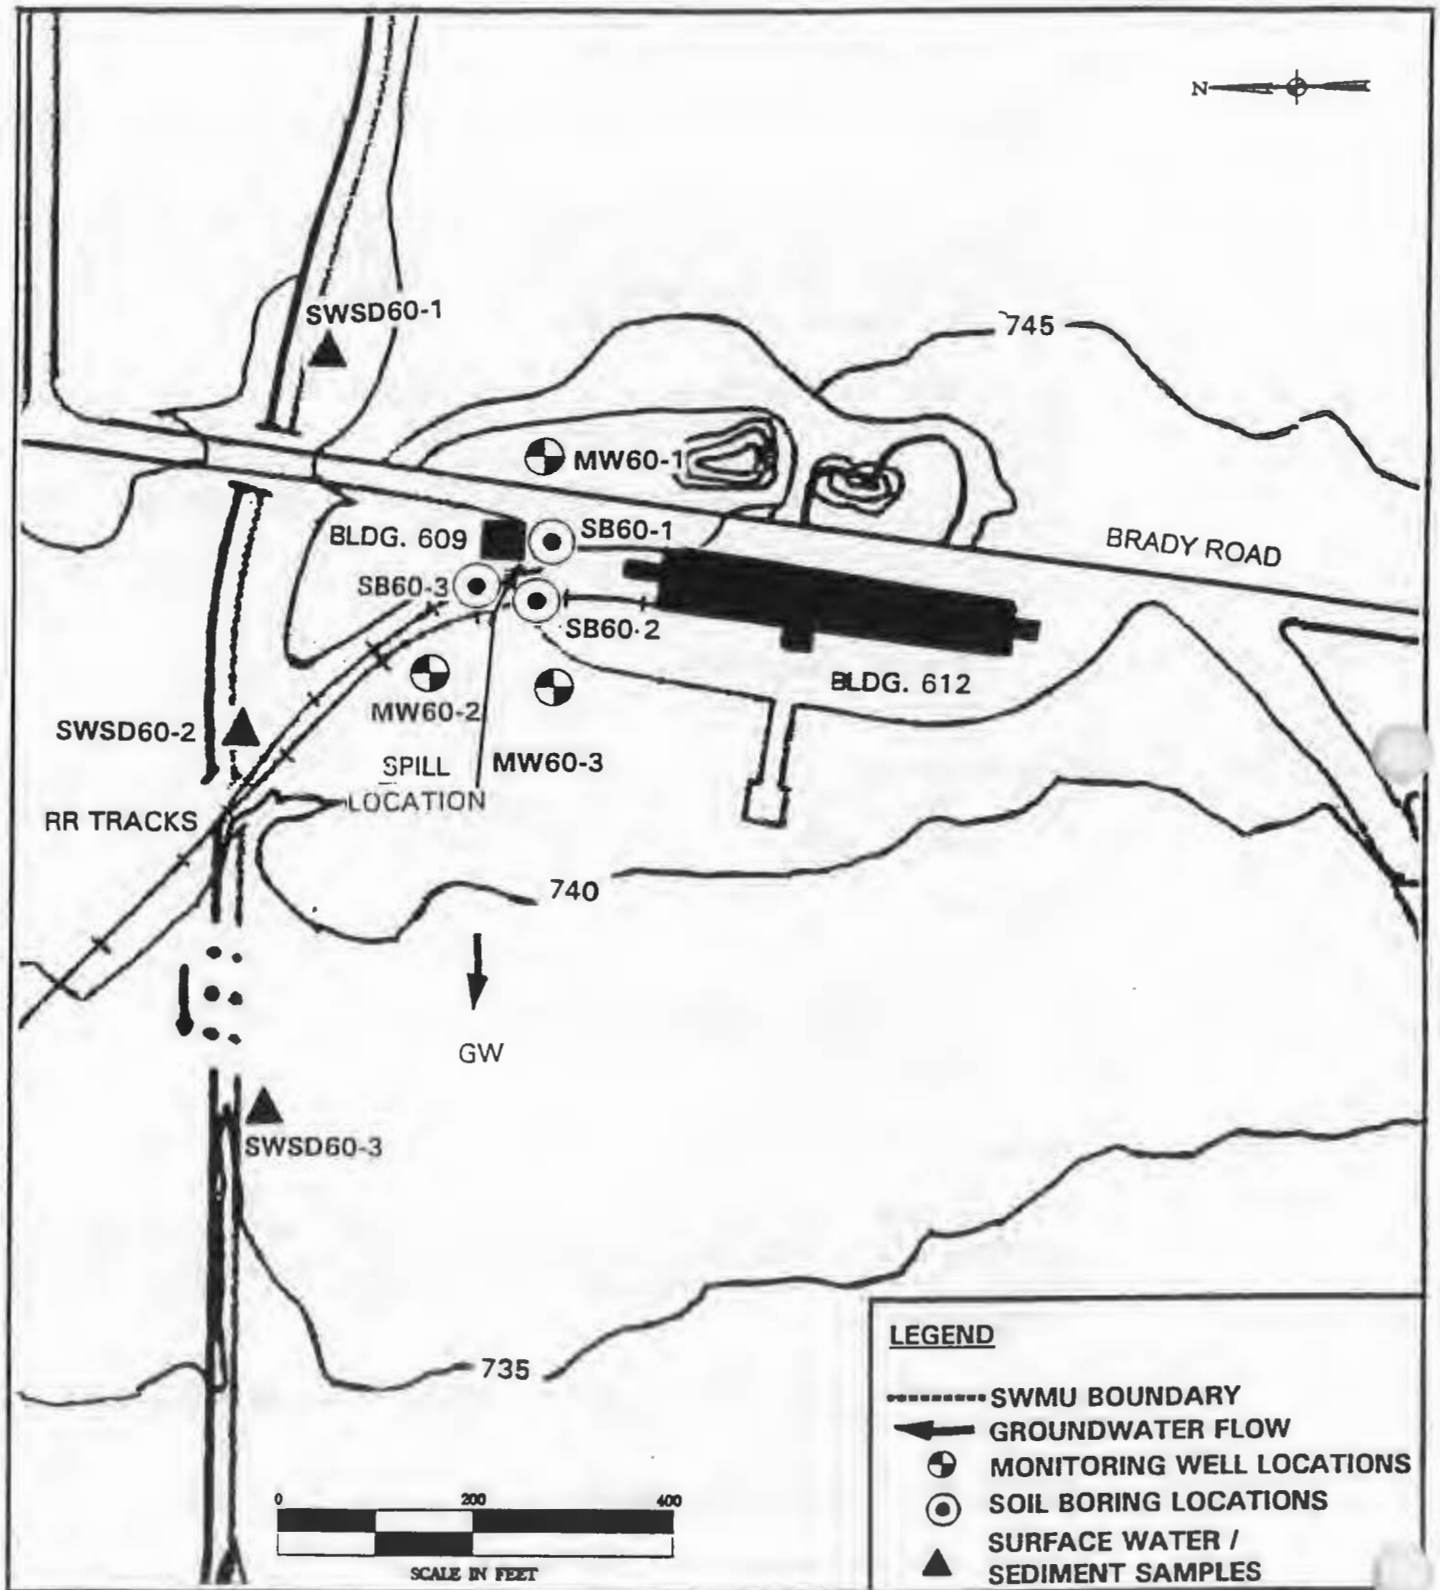 N
SWSD60-1
745
MW60-1
BLDG. 609
SB60-1
BRADY ROAD
SB60-3
SB60-2
BLDG. 612
MW60-2
SWSD60-2
SPILL
LOCATION
MW60-3
RR TRACKS
740
GW
SWSD60-3
735
LEGEND
SWMU BOUNDARY
GROUNDWATER FLOW
MONITORING WELL LOCATIONS
SOIL BORING LOCATIONS
SURFACE WATER /
SEDIMENT SAMPLES
0 200 400
SCALE IN FEET